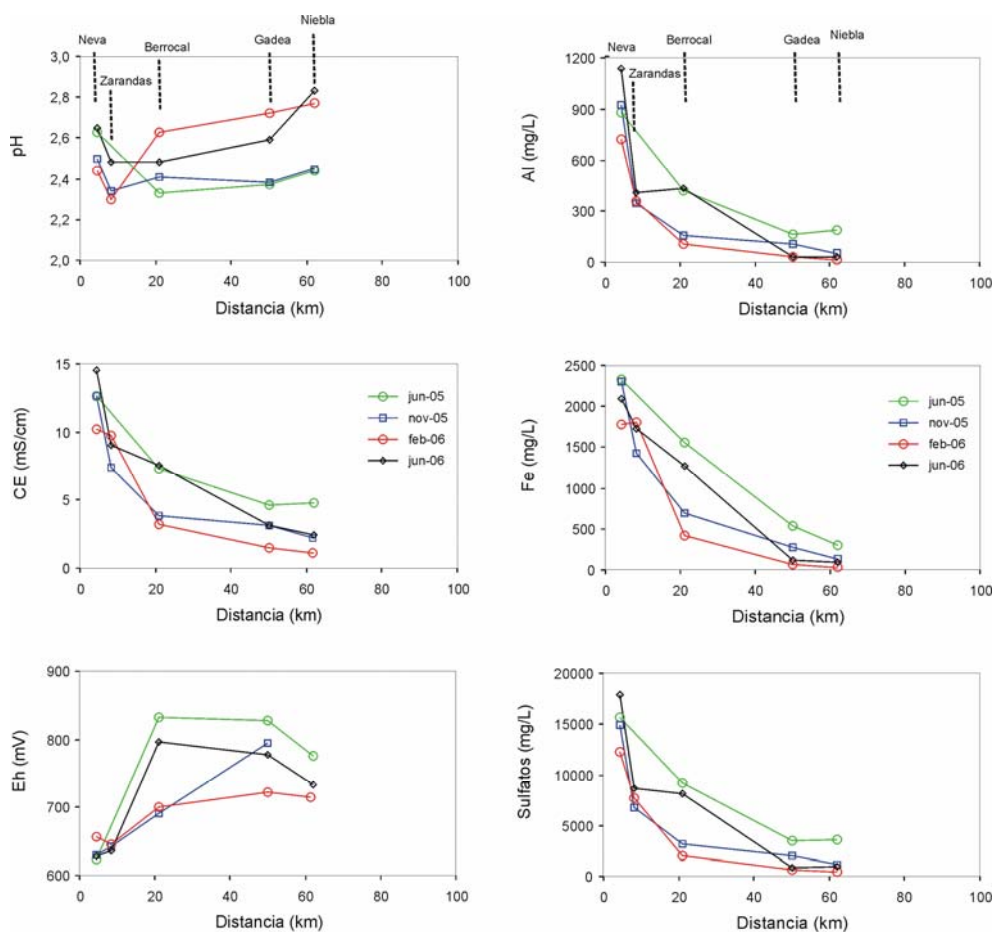 Neva
Zarandas
Berrocal
Gadea
Niebla
3,0
2,8
2,6
2,4
2,2
2,0
pH
0
20
40
60
80
100
Distancia (km)
Neva
Zarandas
Berrocal
Gadea
Niebla
1200
900
600
300
0
Al (mg/L)
0
20
40
60
80
100
Distancia (km)
15
10
5
0
CE (mS/cm)
jun-05
nov-05
feb-06
jun-06
0
20
40
60
80
100
Distancia (km)
2500
2000
1500
1000
500
0
Fe (mg/L)
jun-05
nov-05
feb-06
jun-06
0
20
40
60
80
100
Distancia (km)
900
800
700
600
Eh (mV)
0
20
40
60
80
100
Distancia (km)
20000
15000
10000
5000
0
Sulfatos (mg/L)
0
20
40
60
80
100
Distancia (km)